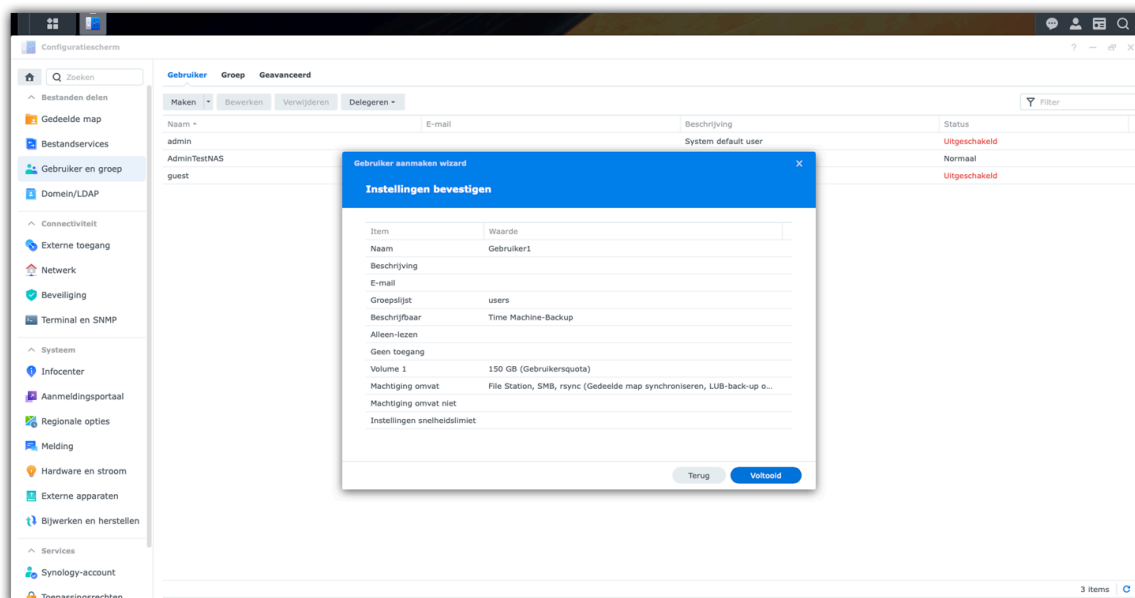 Configuratiescherm
Zoeken
Bestanden delen
Gedeelde map
Bestandservices
Gebruiker en groep
Domein/LDAP
Connectiviteit
Externe toegang
Netwerk
Beveiliging
Terminal en SNMP
Systeem
Infocenter
Aanmeldingsportaal
Regionale opties
Melding
Hardware en stroom
Externe apparaten
Bijwerken en herstellen
Services
Synology-account
Toepassingsrechten
Gebruiker Groep Geavanceerd
Maken Bewerken Verwijderen Delegeren Filter
Naam E-mail Beschrijving Status
admin System default user Uitgeschakeld
AdminTestNAS Normaal
guest Uitgeschakeld
Gebruiker aanmaken wizard
Instellingen bevestigen
Item Waarde
Naam Gebruiker1
Beschrijving
E-mail
Groepslijst users
Beschrijfbaar Time Machine-Backup
Alleen-lezen
Geen toegang
Volume 1 150 GB (Gebruikersquota)
Machtiging omvat File Station, SMB, rsync (Gedeelde map synchroniseren, LUB-back-up o...
Machtiging omvat niet
Instellingen snelheidslimiet
Terug Voltooid
3 items